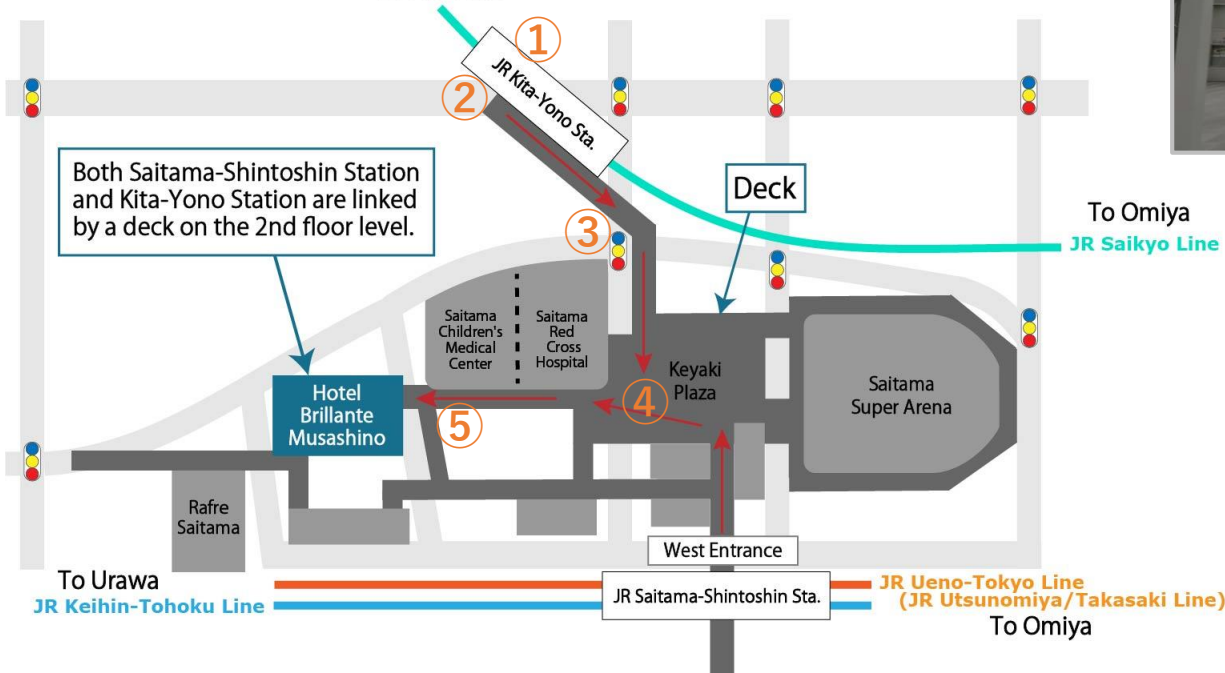 ①
JR Kita-Yono Sta.
②
Both Saitama-Shintoshin Station
and Kita-Yono Station are linked
by a deck on the 2nd floor level.
Deck
To Omiya
JR Saikyo Line
③
Saitama
Children's
Medical
Center
Saitama
Red
Cross
Hospital
Keyaki
Plaza
Saitama
Super Arena
Hotel
Brillante
Musashino
④
⑤
Rafre
Saitama
West Entrance
To Urawa
JR Keihin-Tohoku Line
JR Saitama-Shintoshin Sta.
JR Ueno-Tokyo Line
(JR Utsunomiya/Takasaki Line)
To Omiya